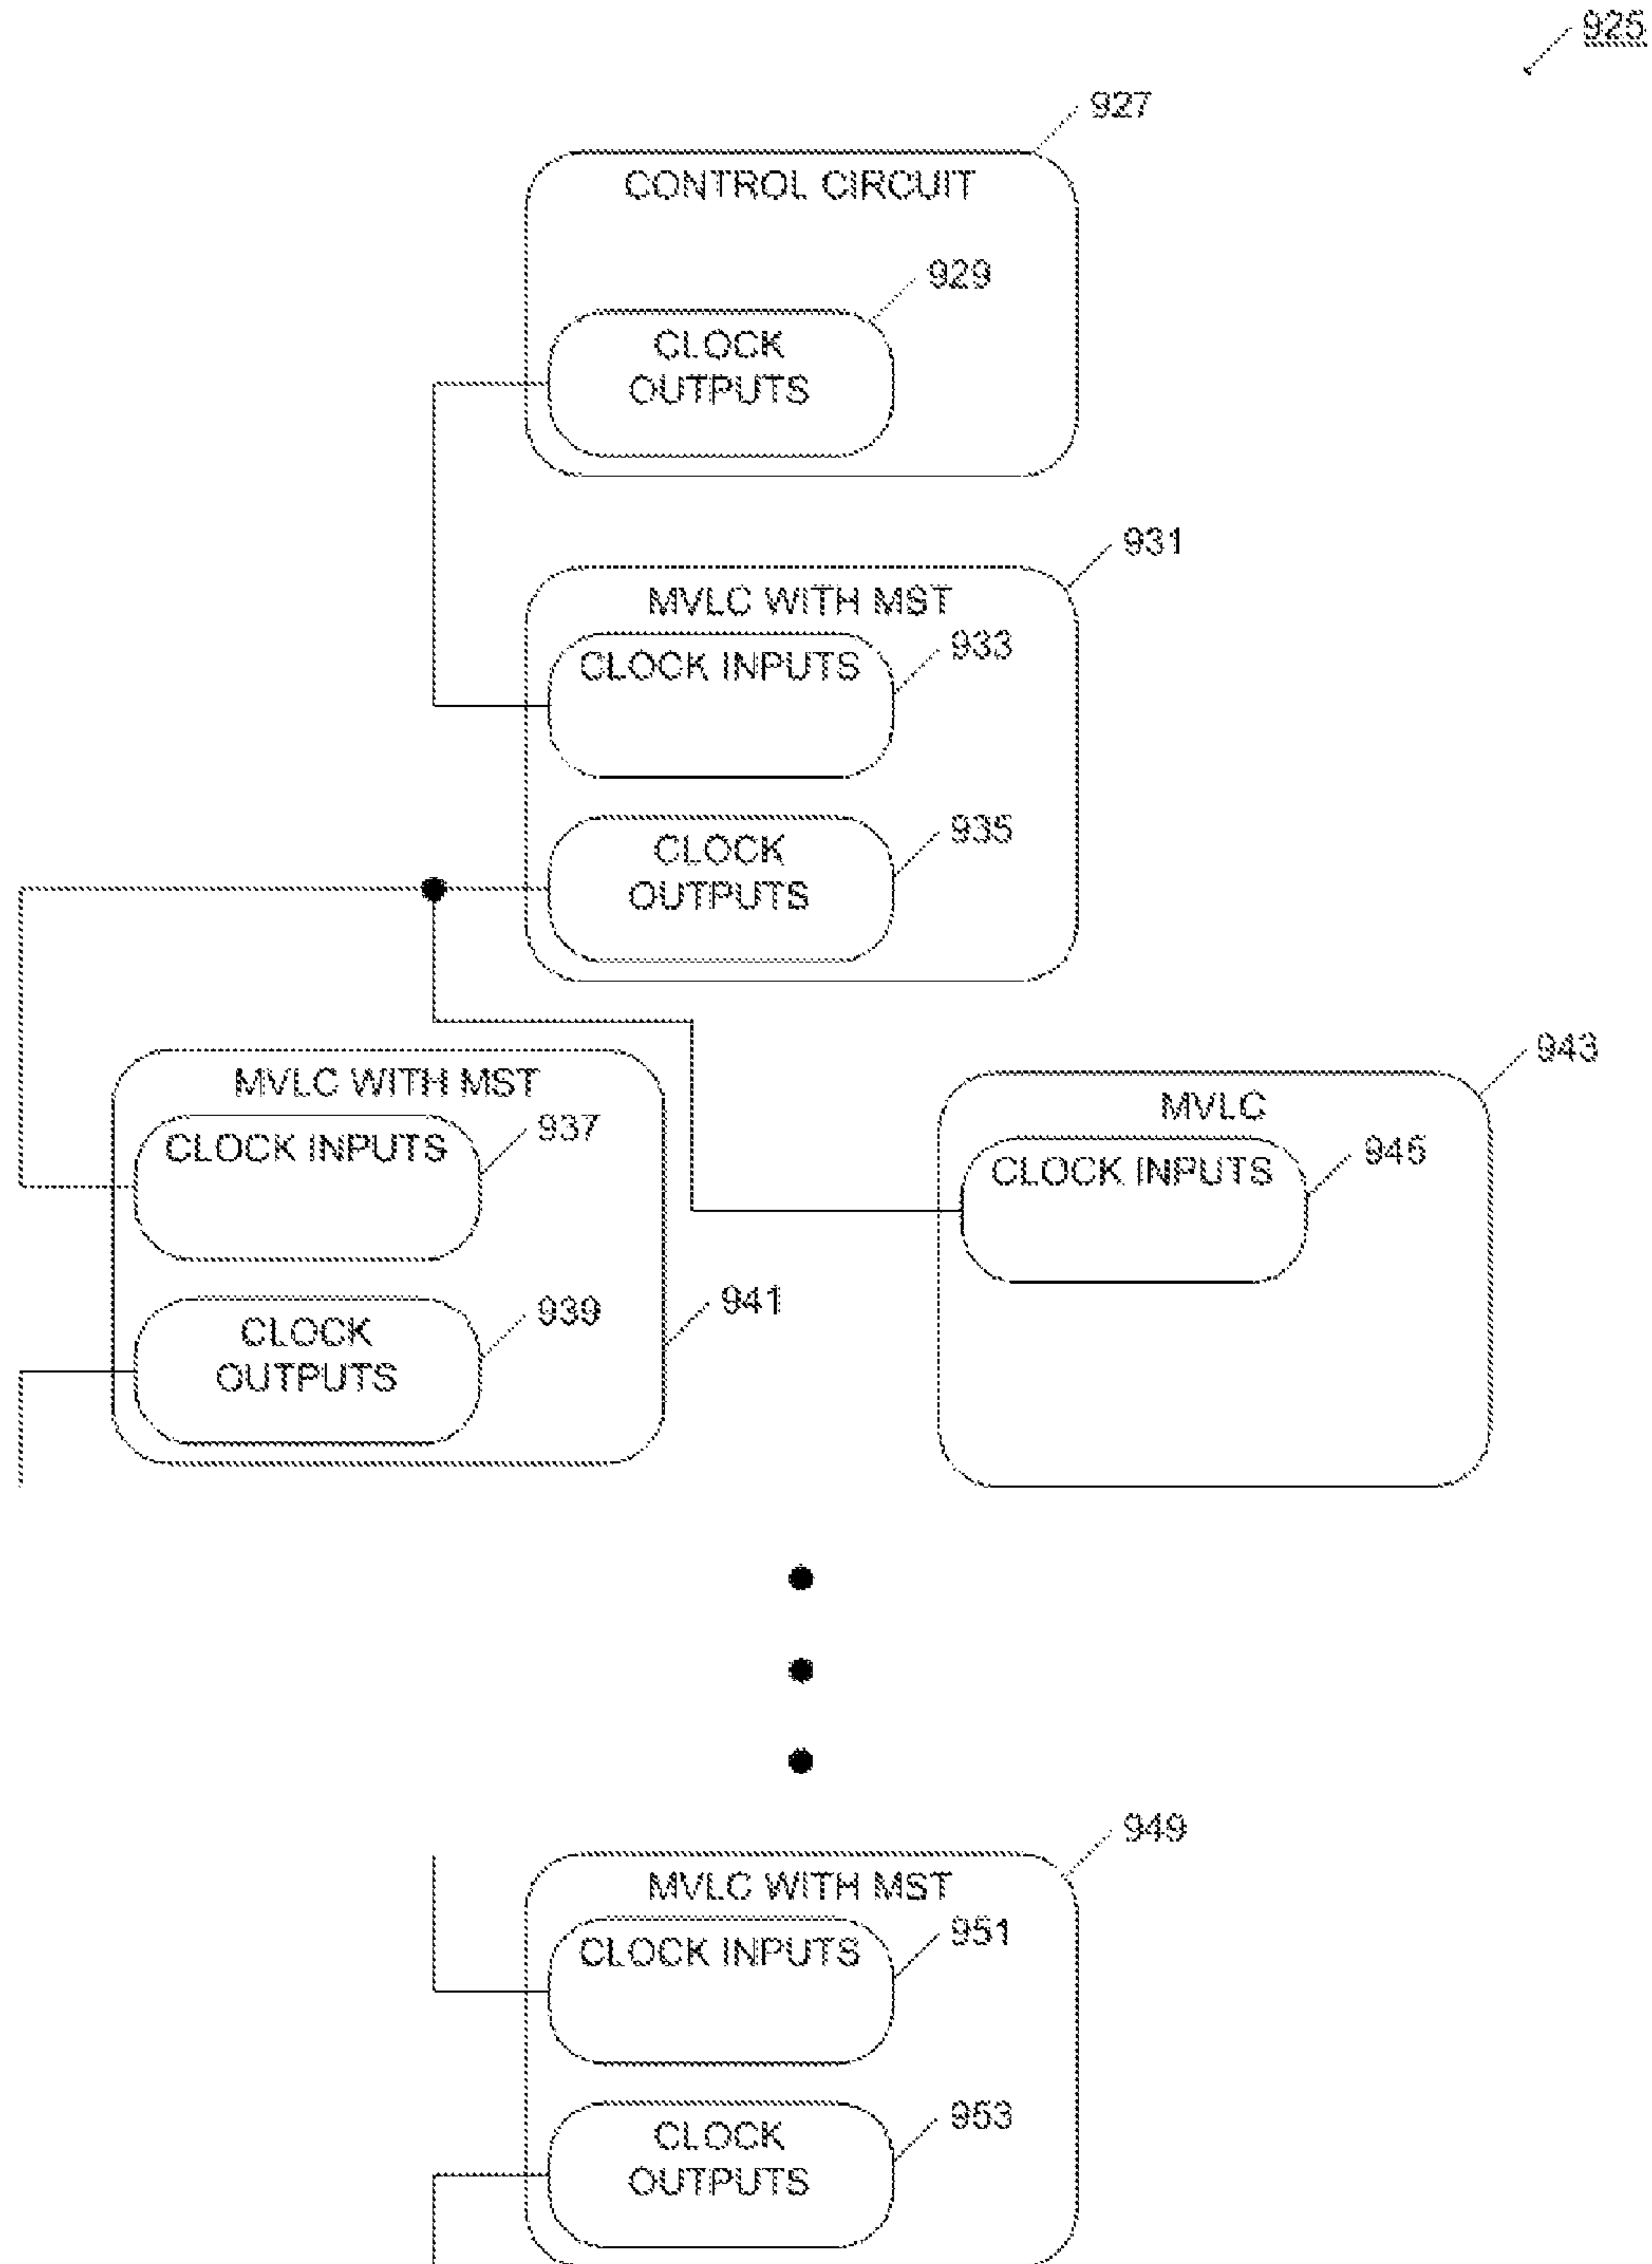 925
927
CONTROL CIRCUIT
929
CLOCK
OUTPUTS
931
MVLC WITH MST
933
CLOCK INPUTS
935
CLOCK
OUTPUTS
943
MVLC WITH MST
937
CLOCK INPUTS
MVLC
945
CLOCK INPUTS
941
939
CLOCK
OUTPUTS
949
MVLC WITH MST
951
CLOCK INPUTS
953
CLOCK
OUTPUTS